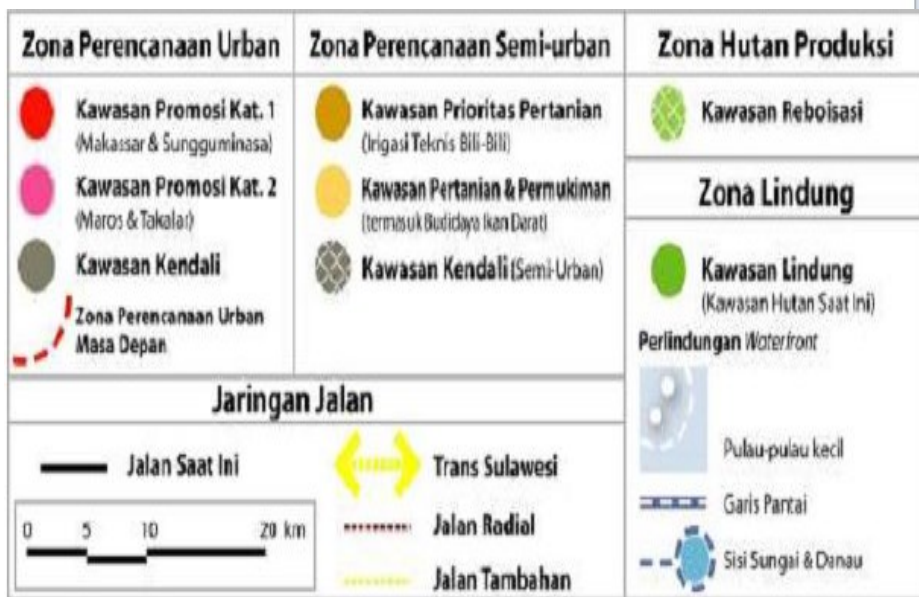 Zona Perencanaan Urban
Kawasan Promosi Kat. 1
(Makassar & Sungguminasa)
Kawasan Promosi Kat. 2
(Maros & Takalar)
Kawasan Kendali
Zona Perencanaan Urban
Masa Depan
Zona Perencanaan Semi-urban
Kawasan Prioritas Pertanian
(Irigasi Teknis Bili-Bili)
Kawasan Pertanian & Permukiman
(termasuk Budidaya Ikan Darat)
Kawasan Kendali (Semi-Urban)
Zona Hutan Produksi
Kawasan Reboisasi
Zona Lindung
Kawasan Lindung
(Kawasan Hutan Saat Ini)
Perlindungan Waterfront
Pulau-pulau kecil
Garis Pantai
Sisi Sungai & Danau
Jaringan Jalan
Jalan Saat Ini
0 5 10 20 km
Trans Sulawesi
Jalan Radial
Jalan Tambahan